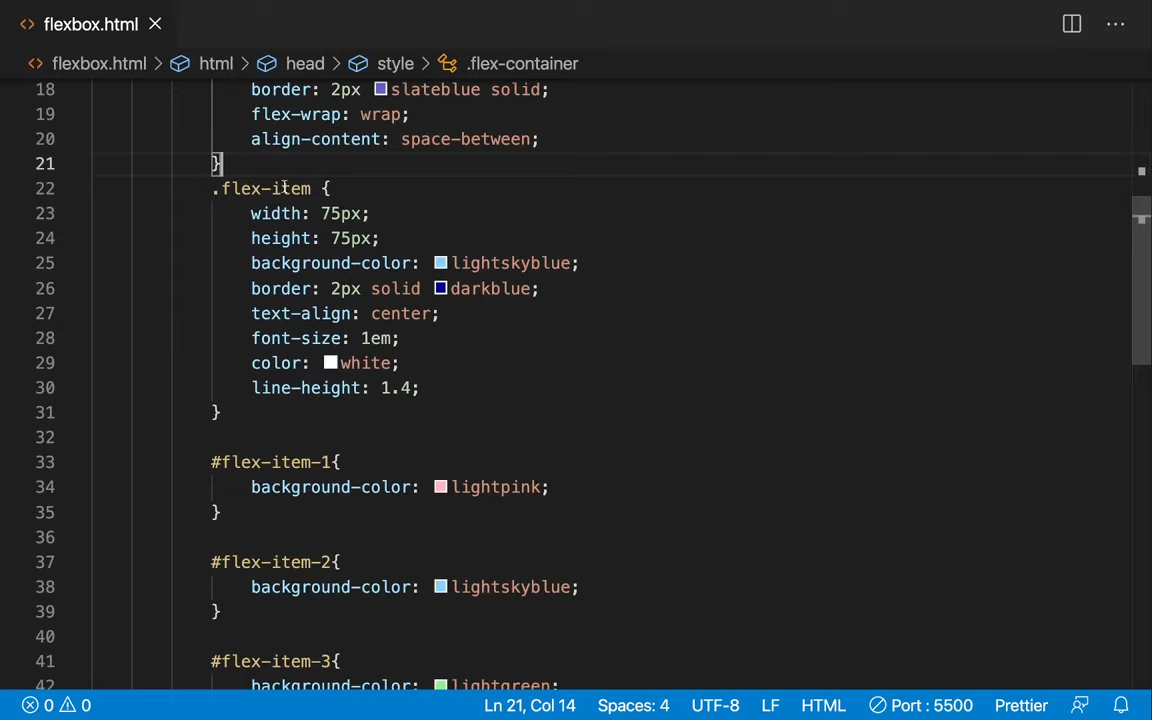 flexbox.html
flexbox.html > html > head > style > .flex-container
18 border: 2px slateblue solid;
19 flex-wrap: wrap;
20 align-content: space-between;
21 }
22 .flex-item {
23 width: 75px;
24 height: 75px;
25 background-color: lightskyblue;
26 border: 2px solid darkblue;
27 text-align: center;
28 font-size: 1em;
29 color: white;
30 line-height: 1.4;
31 }
32
33 #flex-item-1{
34 background-color: lightpink;
35 }
36
37 #flex-item-2{
38 background-color: lightskyblue;
39 }
40
41 #flex-item-3{
42 background-color: lightgreen;
0 0 Ln 21, Col 14 Spaces: 4 UTF-8 LF HTML Port : 5500 Prettier